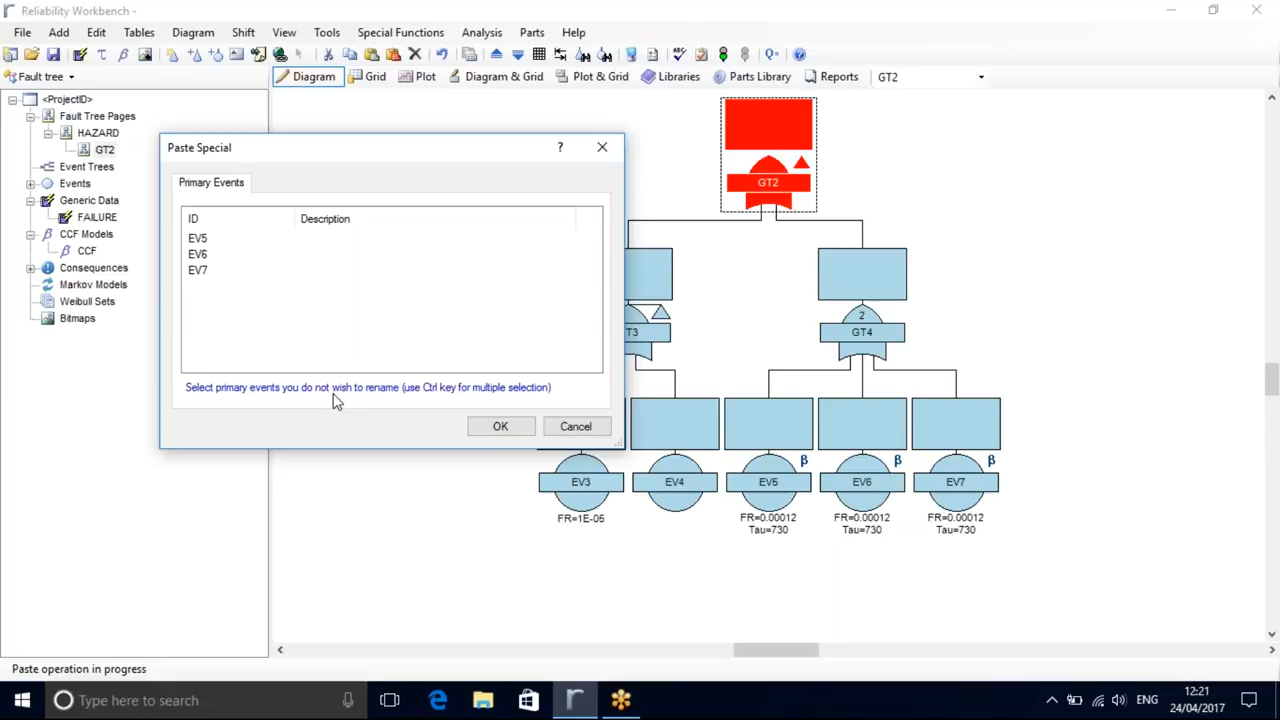 Reliability Workbench -
File Add Edit Tables Diagram Shift View Tools Special Functions Analysis Parts Help
Fault tree
Diagram Grid Plot Diagram & Grid Plot & Grid Libraries Parts Library Reports GT2
<ProjectID>
Fault Tree Pages
HAZARD
GT2
Event Trees
Events
Generic Data
FAILURE
β CCF Models
β CCF
Consequences
Markov Models
Weibull Sets
Bitmaps
Paste Special ?
Primary Events
ID Description
EV5
EV6
EV7
Select primary events you do not wish to rename (use Ctrl key for multiple selection)
OK Cancel
GT2
2
GT4
β β β
EV3 EV4 EV5 EV6 EV7
FR=1E-05 FR=0.00012 FR=0.00012 FR=0.00012
Tau=730 Tau=730 Tau=730
Paste operation in progress
Type here to search
ENG
12:21
24/04/2017